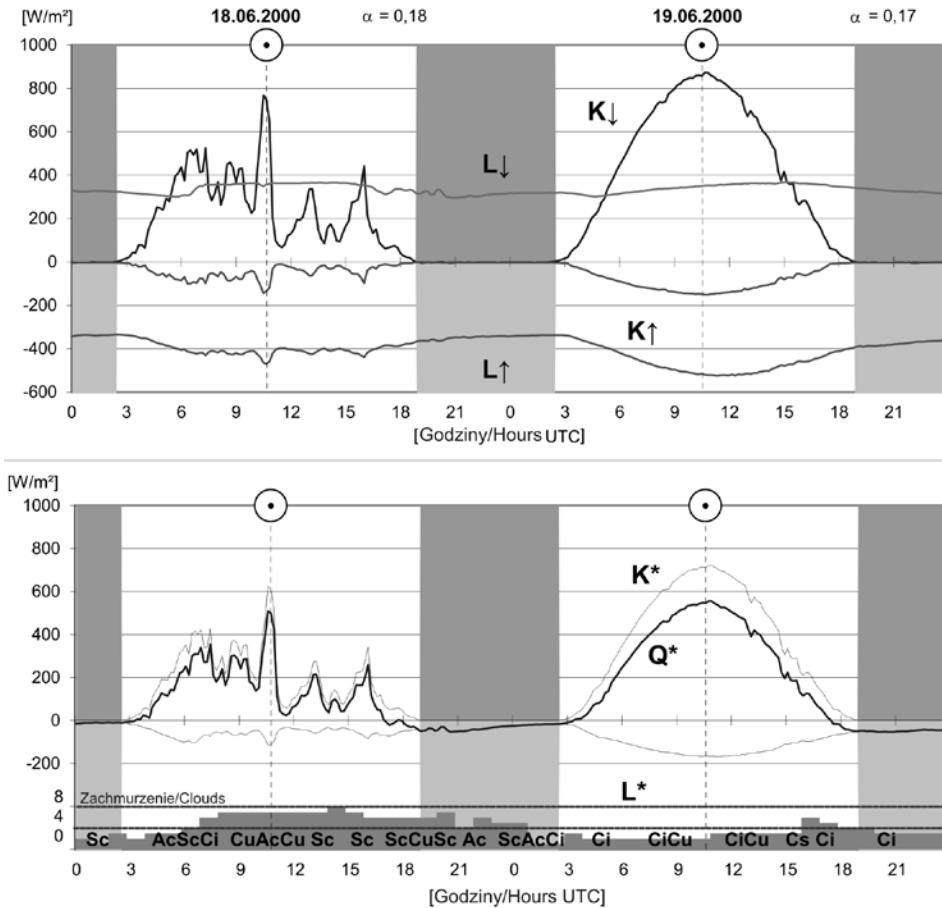 [W/m²] 18.06.2000 α = 0,18 19.06.2000 α = 0,17
1000
800
K↓
600
400
L↓
200
0
-200
K↑
-400
L↑
-600
0 3 6 9 12 15 18 21 0 3 6 9 12 15 18 21
[Godziny/Hours UTC]
[W/m²]
1000
800
K*
600
Q*
400
200
0
-200
L*
8 Zachmurzenie/Clouds
4
0 Sc AcScCi CuAcCu Sc Sc ScCuSc Ac ScAcCi Ci CiCu CiCu Cs Ci Ci
0 3 6 9 12 15 18 21 0 3 6 9 12 15 18 21
[Godziny/Hours UTC]